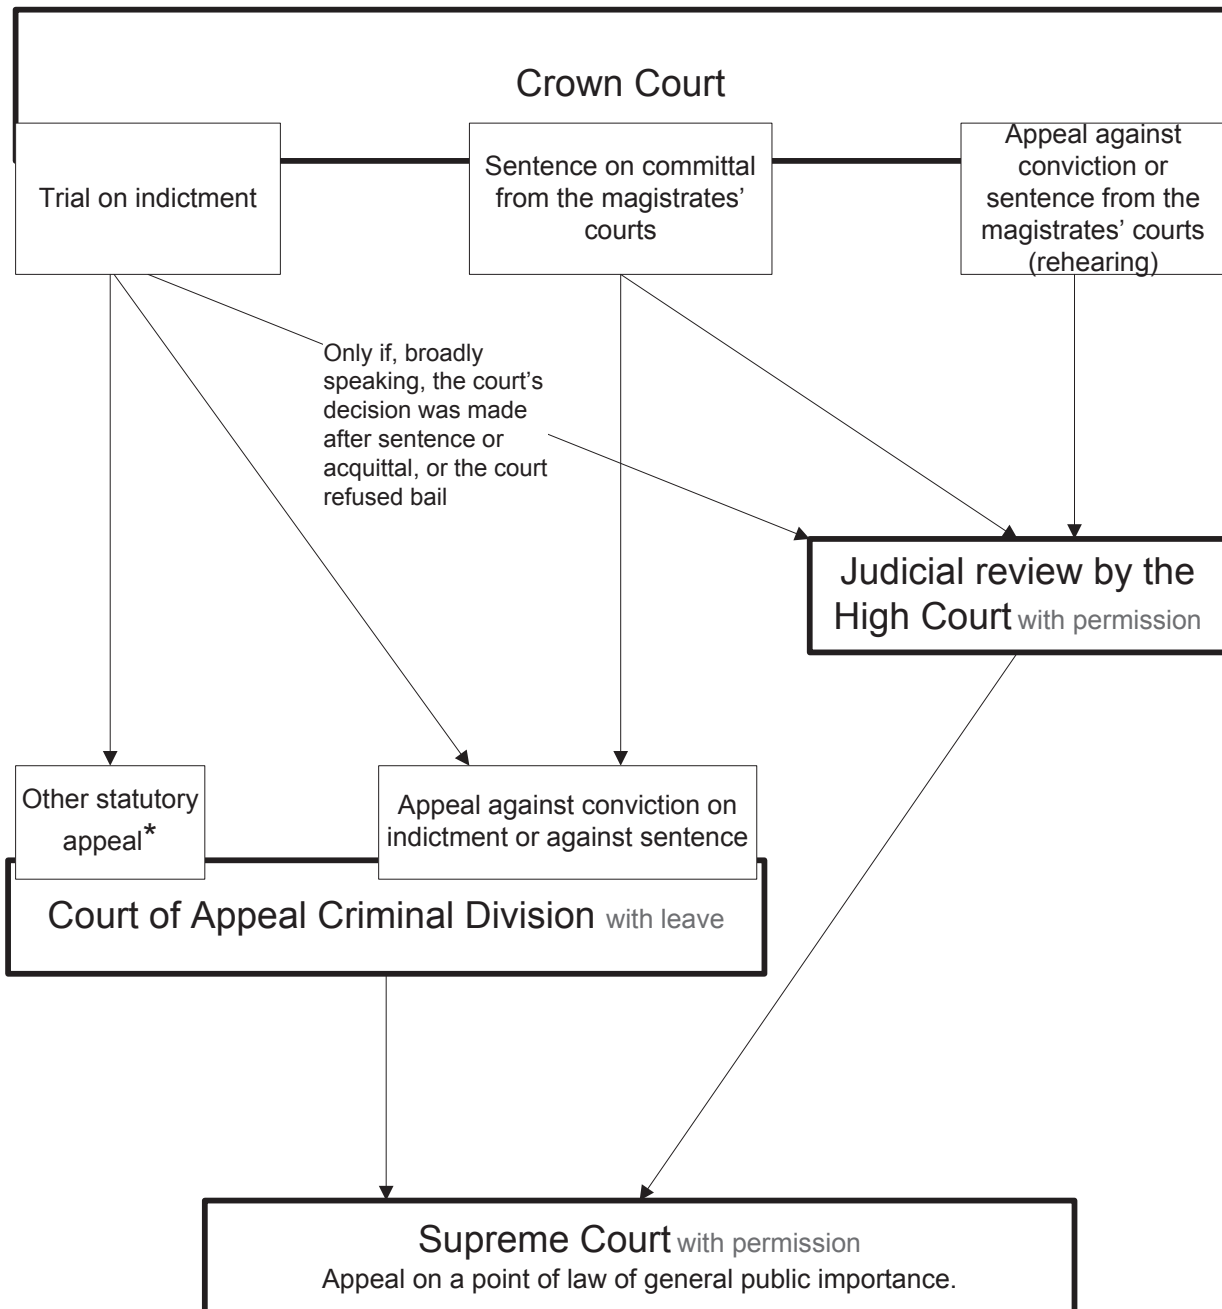 Crown Court
Trial on indictment
Sentence on committal
from the magistrates’
courts
Appeal against
conviction or
sentence from the
magistrates’ courts
(rehearing)
Only if, broadly
speaking, the court’s
decision was made
after sentence or
acquittal, or the court
refused bail
Judicial review by the
High Court with permission
Other statutory
appeal*
Appeal against conviction on
indictment or against sentence
Court of Appeal Criminal Division with leave
Supreme Court with permission
Appeal on a point of law of general public importance.